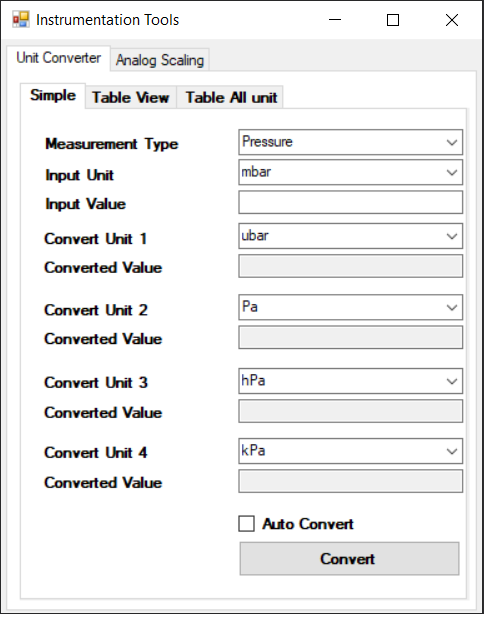 Instrumentation Tools
Unit Converter Analog Scaling
Simple Table View Table All unit
Measurement Type Pressure
Input Unit mbar
Input Value
Convert Unit 1 ubar
Converted Value
Convert Unit 2 Pa
Converted Value
Convert Unit 3 hPa
Converted Value
Convert Unit 4 kPa
Converted Value
Auto Convert
Convert